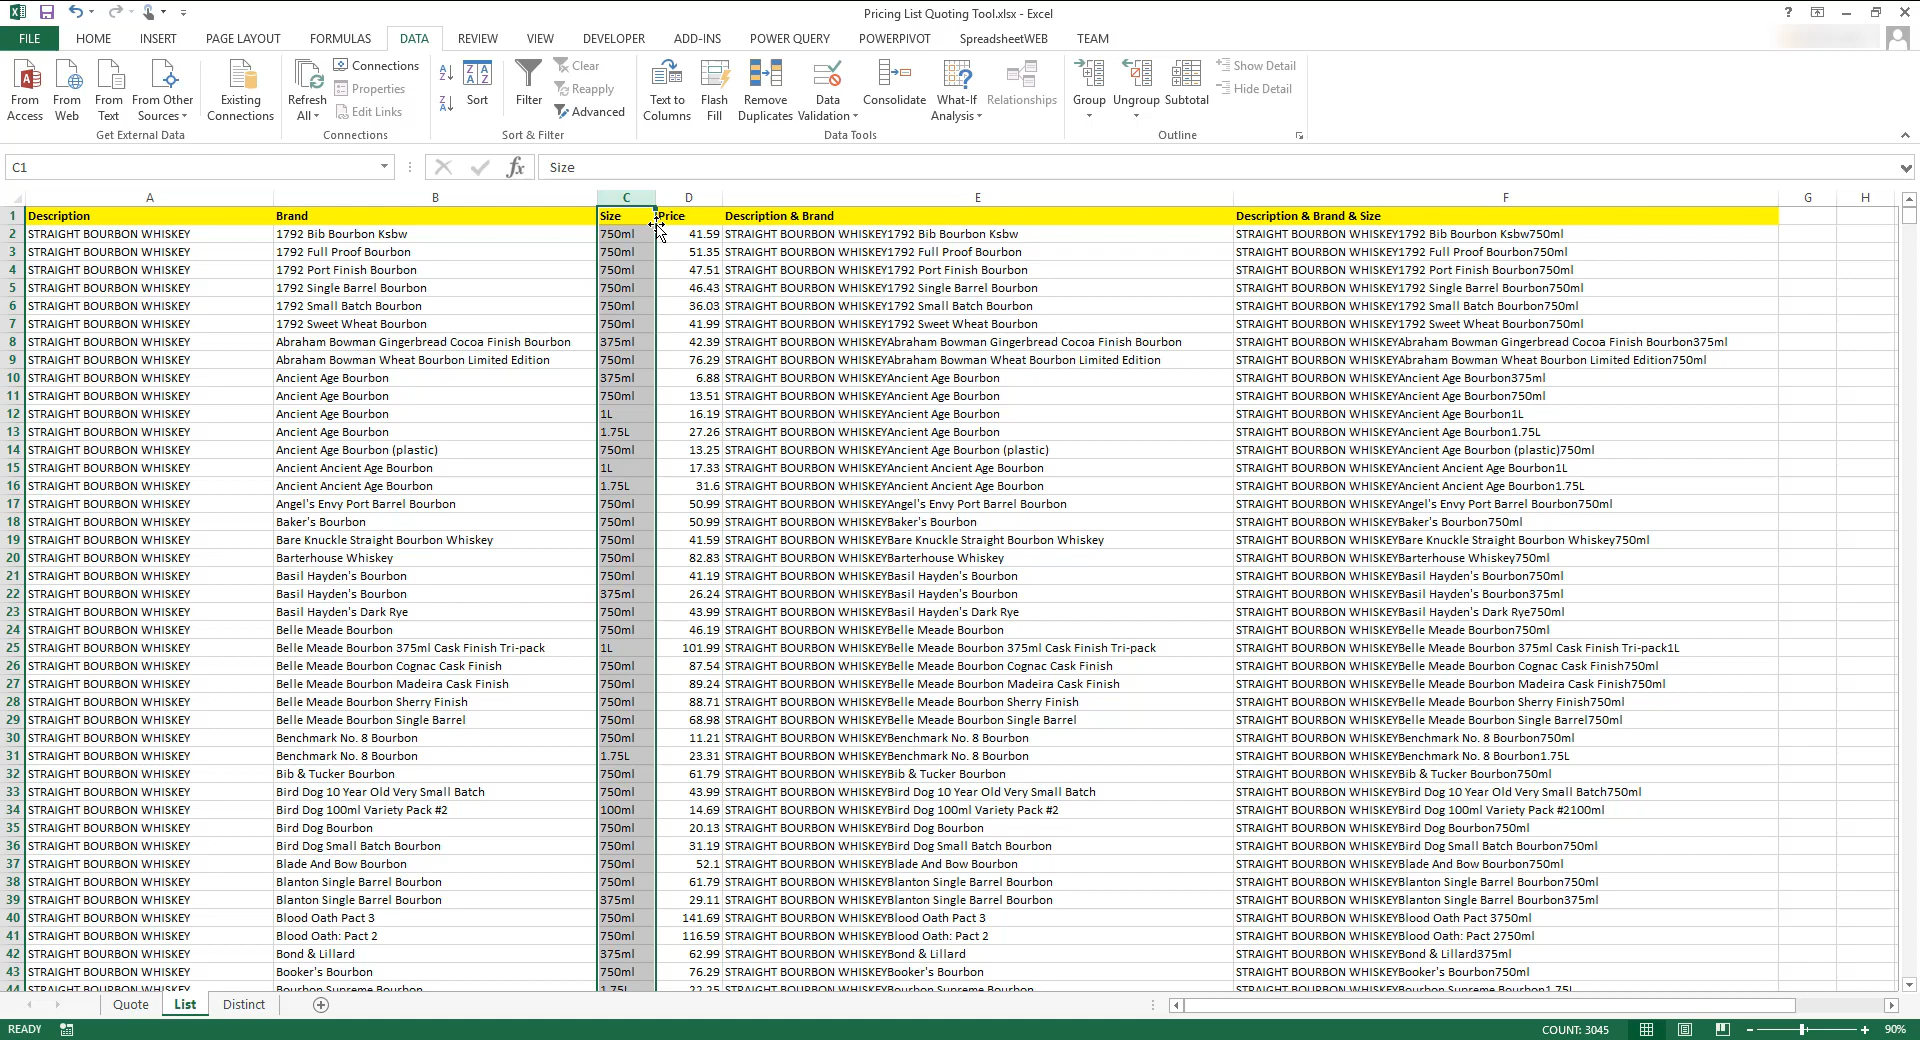 Pricing List Quoting Tool.xlsx - Excel
FILE HOME INSERT PAGE LAYOUT FORMULAS DATA REVIEW VIEW DEVELOPER ADD-INS POWER QUERY POWERPIVOT SpreadsheetWEB TEAM
From Access From Web From Text From Other Sources Existing Connections Refresh All Connections Properties Edit Links Sort Filter Clear Reapply Advanced Text to Columns Flash Fill Remove Duplicates Data Validation Consolidate What-If Analysis Relationships Group Ungroup Subtotal Show Detail Hide Detail
Get External Data Connections Sort & Filter Data Tools Outline
C1 fx Size
A B C D E F G H
1 Description Brand Size Price Description & Brand Description & Brand & Size
2 STRAIGHT BOURBON WHISKEY 1792 Bib Bourbon Ksbw 750ml 41.59 STRAIGHT BOURBON WHISKEY1792 Bib Bourbon Ksbw STRAIGHT BOURBON WHISKEY1792 Bib Bourbon Ksbw750ml
3 STRAIGHT BOURBON WHISKEY 1792 Full Proof Bourbon 750ml 51.35 STRAIGHT BOURBON WHISKEY1792 Full Proof Bourbon STRAIGHT BOURBON WHISKEY1792 Full Proof Bourbon750ml
4 STRAIGHT BOURBON WHISKEY 1792 Port Finish Bourbon 750ml 47.51 STRAIGHT BOURBON WHISKEY1792 Port Finish Bourbon STRAIGHT BOURBON WHISKEY1792 Port Finish Bourbon750ml
5 STRAIGHT BOURBON WHISKEY 1792 Single Barrel Bourbon 750ml 46.43 STRAIGHT BOURBON WHISKEY1792 Single Barrel Bourbon STRAIGHT BOURBON WHISKEY1792 Single Barrel Bourbon750ml
6 STRAIGHT BOURBON WHISKEY 1792 Small Batch Bourbon 750ml 36.03 STRAIGHT BOURBON WHISKEY1792 Small Batch Bourbon STRAIGHT BOURBON WHISKEY1792 Small Batch Bourbon750ml
7 STRAIGHT BOURBON WHISKEY 1792 Sweet Wheat Bourbon 750ml 41.99 STRAIGHT BOURBON WHISKEY1792 Sweet Wheat Bourbon STRAIGHT BOURBON WHISKEY1792 Sweet Wheat Bourbon750ml
8 STRAIGHT BOURBON WHISKEY Abraham Bowman Gingerbread Cocoa Finish Bourbon 375ml 42.39 STRAIGHT BOURBON WHISKEYAbraham Bowman Gingerbread Cocoa Finish Bourbon STRAIGHT BOURBON WHISKEYAbraham Bowman Gingerbread Cocoa Finish Bourbon375ml
9 STRAIGHT BOURBON WHISKEY Abraham Bowman Wheat Bourbon Limited Edition 750ml 76.29 STRAIGHT BOURBON WHISKEYAbraham Bowman Wheat Bourbon Limited Edition STRAIGHT BOURBON WHISKEYAbraham Bowman Wheat Bourbon Limited Edition750ml
10 STRAIGHT BOURBON WHISKEY Ancient Age Bourbon 375ml 6.88 STRAIGHT BOURBON WHISKEYAncient Age Bourbon STRAIGHT BOURBON WHISKEYAncient Age Bourbon375ml
11 STRAIGHT BOURBON WHISKEY Ancient Age Bourbon 750ml 13.51 STRAIGHT BOURBON WHISKEYAncient Age Bourbon STRAIGHT BOURBON WHISKEYAncient Age Bourbon750ml
12 STRAIGHT BOURBON WHISKEY Ancient Age Bourbon 1L 16.19 STRAIGHT BOURBON WHISKEYAncient Age Bourbon STRAIGHT BOURBON WHISKEYAncient Age Bourbon1L
13 STRAIGHT BOURBON WHISKEY Ancient Age Bourbon 1.75L 27.26 STRAIGHT BOURBON WHISKEYAncient Age Bourbon STRAIGHT BOURBON WHISKEYAncient Age Bourbon1.75L
14 STRAIGHT BOURBON WHISKEY Ancient Age Bourbon (plastic) 750ml 13.25 STRAIGHT BOURBON WHISKEYAncient Age Bourbon (plastic) STRAIGHT BOURBON WHISKEYAncient Age Bourbon (plastic)750ml
15 STRAIGHT BOURBON WHISKEY Ancient Ancient Age Bourbon 1L 17.33 STRAIGHT BOURBON WHISKEYAncient Ancient Age Bourbon STRAIGHT BOURBON WHISKEYAncient Ancient Age Bourbon1L
16 STRAIGHT BOURBON WHISKEY Ancient Ancient Age Bourbon 1.75L 31.6 STRAIGHT BOURBON WHISKEYAncient Ancient Age Bourbon STRAIGHT BOURBON WHISKEYAncient Ancient Age Bourbon1.75L
17 STRAIGHT BOURBON WHISKEY Angel's Envy Port Barrel Bourbon 750ml 50.99 STRAIGHT BOURBON WHISKEYAngel's Envy Port Barrel Bourbon STRAIGHT BOURBON WHISKEYAngel's Envy Port Barrel Bourbon750ml
18 STRAIGHT BOURBON WHISKEY Baker's Bourbon 750ml 50.99 STRAIGHT BOURBON WHISKEYBaker's Bourbon STRAIGHT BOURBON WHISKEYBaker's Bourbon750ml
19 STRAIGHT BOURBON WHISKEY Bare Knuckle Straight Bourbon Whiskey 750ml 41.59 STRAIGHT BOURBON WHISKEYBare Knuckle Straight Bourbon Whiskey STRAIGHT BOURBON WHISKEYBare Knuckle Straight Bourbon Whiskey750ml
20 STRAIGHT BOURBON WHISKEY Barterhouse Whiskey 750ml 82.83 STRAIGHT BOURBON WHISKEYBarterhouse Whiskey STRAIGHT BOURBON WHISKEYBarterhouse Whiskey750ml
21 STRAIGHT BOURBON WHISKEY Basil Hayden's Bourbon 750ml 41.19 STRAIGHT BOURBON WHISKEYBasil Hayden's Bourbon STRAIGHT BOURBON WHISKEYBasil Hayden's Bourbon750ml
22 STRAIGHT BOURBON WHISKEY Basil Hayden's Bourbon 375ml 26.24 STRAIGHT BOURBON WHISKEYBasil Hayden's Bourbon STRAIGHT BOURBON WHISKEYBasil Hayden's Bourbon375ml
23 STRAIGHT BOURBON WHISKEY Basil Hayden's Dark Rye 750ml 43.99 STRAIGHT BOURBON WHISKEYBasil Hayden's Dark Rye STRAIGHT BOURBON WHISKEYBasil Hayden's Dark Rye750ml
24 STRAIGHT BOURBON WHISKEY Belle Meade Bourbon 750ml 46.19 STRAIGHT BOURBON WHISKEYBelle Meade Bourbon STRAIGHT BOURBON WHISKEYBelle Meade Bourbon750ml
25 STRAIGHT BOURBON WHISKEY Belle Meade Bourbon 375ml Cask Finish Tri-pack 1L 101.99 STRAIGHT BOURBON WHISKEYBelle Meade Bourbon 375ml Cask Finish Tri-pack STRAIGHT BOURBON WHISKEYBelle Meade Bourbon 375ml Cask Finish Tri-pack1L
26 STRAIGHT BOURBON WHISKEY Belle Meade Bourbon Cognac Cask Finish 750ml 87.54 STRAIGHT BOURBON WHISKEYBelle Meade Bourbon Cognac Cask Finish STRAIGHT BOURBON WHISKEYBelle Meade Bourbon Cognac Cask Finish750ml
27 STRAIGHT BOURBON WHISKEY Belle Meade Bourbon Madeira Cask Finish 750ml 89.24 STRAIGHT BOURBON WHISKEYBelle Meade Bourbon Madeira Cask Finish STRAIGHT BOURBON WHISKEYBelle Meade Bourbon Madeira Cask Finish750ml
28 STRAIGHT BOURBON WHISKEY Belle Meade Bourbon Sherry Finish 750ml 88.71 STRAIGHT BOURBON WHISKEYBelle Meade Bourbon Sherry Finish STRAIGHT BOURBON WHISKEYBelle Meade Bourbon Sherry Finish750ml
29 STRAIGHT BOURBON WHISKEY Belle Meade Bourbon Single Barrel 750ml 68.98 STRAIGHT BOURBON WHISKEYBelle Meade Bourbon Single Barrel STRAIGHT BOURBON WHISKEYBelle Meade Bourbon Single Barrel750ml
30 STRAIGHT BOURBON WHISKEY Benchmark No. 8 Bourbon 750ml 11.21 STRAIGHT BOURBON WHISKEYBenchmark No. 8 Bourbon STRAIGHT BOURBON WHISKEYBenchmark No. 8 Bourbon750ml
31 STRAIGHT BOURBON WHISKEY Benchmark No. 8 Bourbon 1.75L 23.31 STRAIGHT BOURBON WHISKEYBenchmark No. 8 Bourbon STRAIGHT BOURBON WHISKEYBenchmark No. 8 Bourbon1.75L
32 STRAIGHT BOURBON WHISKEY Bib & Tucker Bourbon 750ml 61.79 STRAIGHT BOURBON WHISKEYBib & Tucker Bourbon STRAIGHT BOURBON WHISKEYBib & Tucker Bourbon750ml
33 STRAIGHT BOURBON WHISKEY Bird Dog 10 Year Old Very Small Batch 750ml 43.99 STRAIGHT BOURBON WHISKEYBird Dog 10 Year Old Very Small Batch STRAIGHT BOURBON WHISKEYBird Dog 10 Year Old Very Small Batch750ml
34 STRAIGHT BOURBON WHISKEY Bird Dog 100ml Variety Pack #2 100ml 14.69 STRAIGHT BOURBON WHISKEYBird Dog 100ml Variety Pack #2 STRAIGHT BOURBON WHISKEYBird Dog 100ml Variety Pack #2100ml
35 STRAIGHT BOURBON WHISKEY Bird Dog Bourbon 750ml 20.13 STRAIGHT BOURBON WHISKEYBird Dog Bourbon STRAIGHT BOURBON WHISKEYBird Dog Bourbon750ml
36 STRAIGHT BOURBON WHISKEY Bird Dog Small Batch Bourbon 750ml 31.19 STRAIGHT BOURBON WHISKEYBird Dog Small Batch Bourbon STRAIGHT BOURBON WHISKEYBird Dog Small Batch Bourbon750ml
37 STRAIGHT BOURBON WHISKEY Blade And Bow Bourbon 750ml 52.1 STRAIGHT BOURBON WHISKEYBlade And Bow Bourbon STRAIGHT BOURBON WHISKEYBlade And Bow Bourbon750ml
38 STRAIGHT BOURBON WHISKEY Blanton Single Barrel Bourbon 750ml 61.79 STRAIGHT BOURBON WHISKEYBlanton Single Barrel Bourbon STRAIGHT BOURBON WHISKEYBlanton Single Barrel Bourbon750ml
39 STRAIGHT BOURBON WHISKEY Blanton Single Barrel Bourbon 375ml 29.11 STRAIGHT BOURBON WHISKEYBlanton Single Barrel Bourbon STRAIGHT BOURBON WHISKEYBlanton Single Barrel Bourbon375ml
40 STRAIGHT BOURBON WHISKEY Blood Oath Pact 3 750ml 141.69 STRAIGHT BOURBON WHISKEYBlood Oath Pact 3 STRAIGHT BOURBON WHISKEYBlood Oath Pact 3750ml
41 STRAIGHT BOURBON WHISKEY Blood Oath: Pact 2 750ml 116.59 STRAIGHT BOURBON WHISKEYBlood Oath: Pact 2 STRAIGHT BOURBON WHISKEYBlood Oath: Pact 2750ml
42 STRAIGHT BOURBON WHISKEY Bond & Lillard 375ml 62.99 STRAIGHT BOURBON WHISKEYBond & Lillard STRAIGHT BOURBON WHISKEYBond & Lillard375ml
43 STRAIGHT BOURBON WHISKEY Booker's Bourbon 750ml 76.29 STRAIGHT BOURBON WHISKEYBooker's Bourbon STRAIGHT BOURBON WHISKEYBooker's Bourbon750ml
44 STRAIGHT BOURBON WHISKEY Bourbon Supreme Bourbon 1.75L 22.25 STRAIGHT BOURBON WHISKEYBourbon Supreme Bourbon STRAIGHT BOURBON WHISKEYBourbon Supreme Bourbon1.75L
Quote List Distinct
READY COUNT: 3045 90%